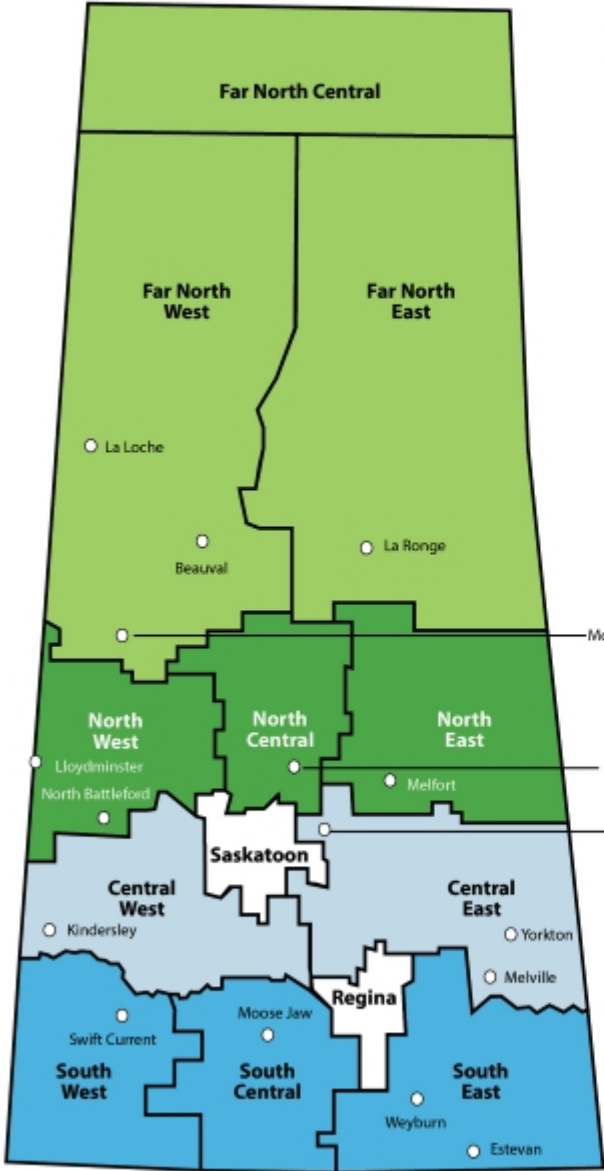 Far North Central
Far North
West
Far North
East
La Loche
Beauval
La Ronge
North
West
North
Central
North
East
Lloydminster
North Battleford
Melfort
Saskatoon
Central
West
Central
East
Kindersley
Yorkton
Melville
Regina
Moose Jaw
Swift Current
South
West
South
Central
South
East
Weyburn
Estevan